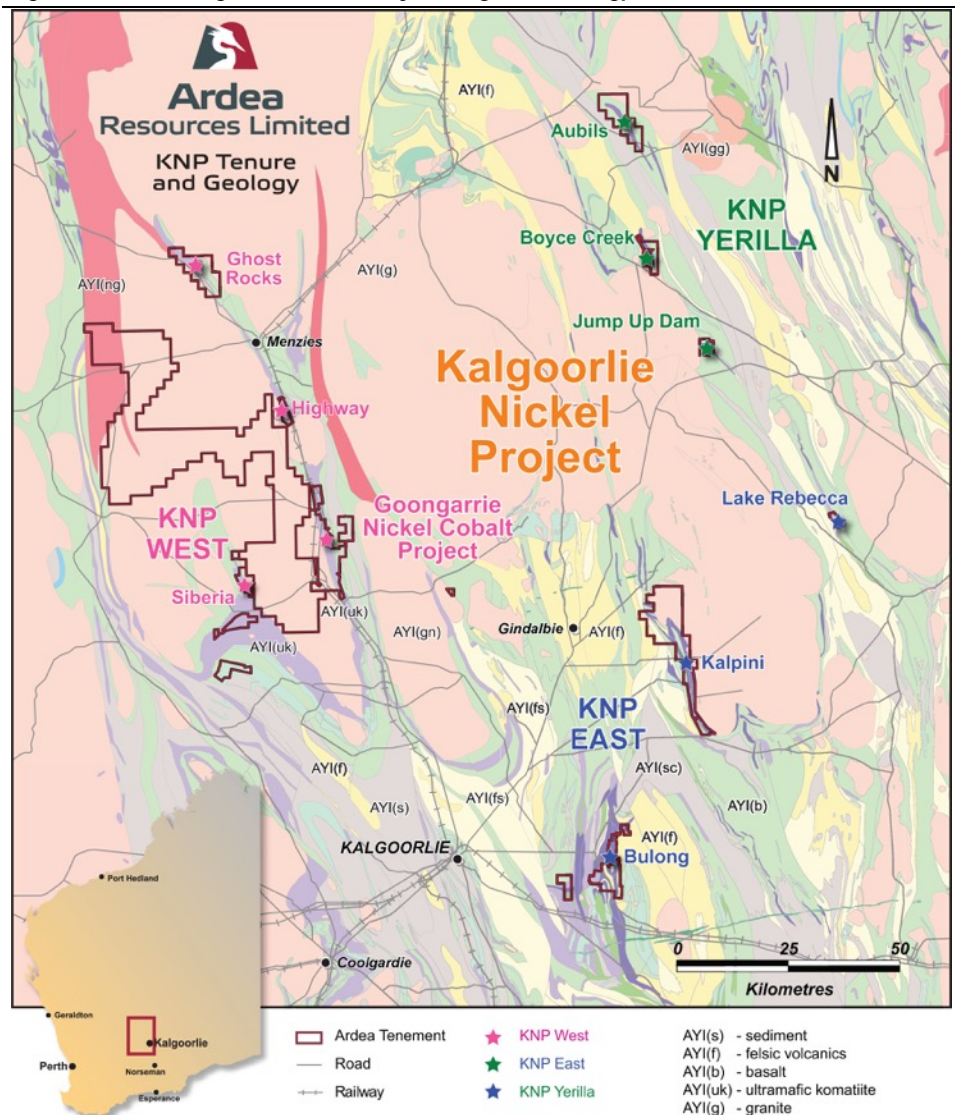 Ardea
Resources Limited
KNP Tenure
and Geology
AYI(f)
Aubils
AYI(gg)
N
KNP
YERILLA
Boyce Creek
Ghost
Rocks
AYI(g)
AYI(ng)
Jump Up Dam
Menzies
Kalgoorlie
Nickel
Project
Highway
Lake Rebecca
Goongarrie
Nickel Cobalt
Project
KNP
WEST
Siberia
AYI(uk)
AYI(gn)
Gindalbie
AYI(f)
AYI(uk)
Kalpini
KNP
EAST
AYI(fs)
AYI(sc)
AYI(f)
AYI(fs)
AYI(s)
AYI(b)
AYI(f)
KALGOORLIE
Bulong
Port Hedland
0 25 50
Kilometres
Coolgardie
Geraldton
Kalgoorlie
Perth
Norseman
Esperance
Ardea Tenement
Road
Railway
KNP West
KNP East
KNP Yerilla
AYI(s) - sediment
AYI(f) - felsic volcanics
AYI(b) - basalt
AYI(uk) - ultramafic komatiite
AYI(g) - granite